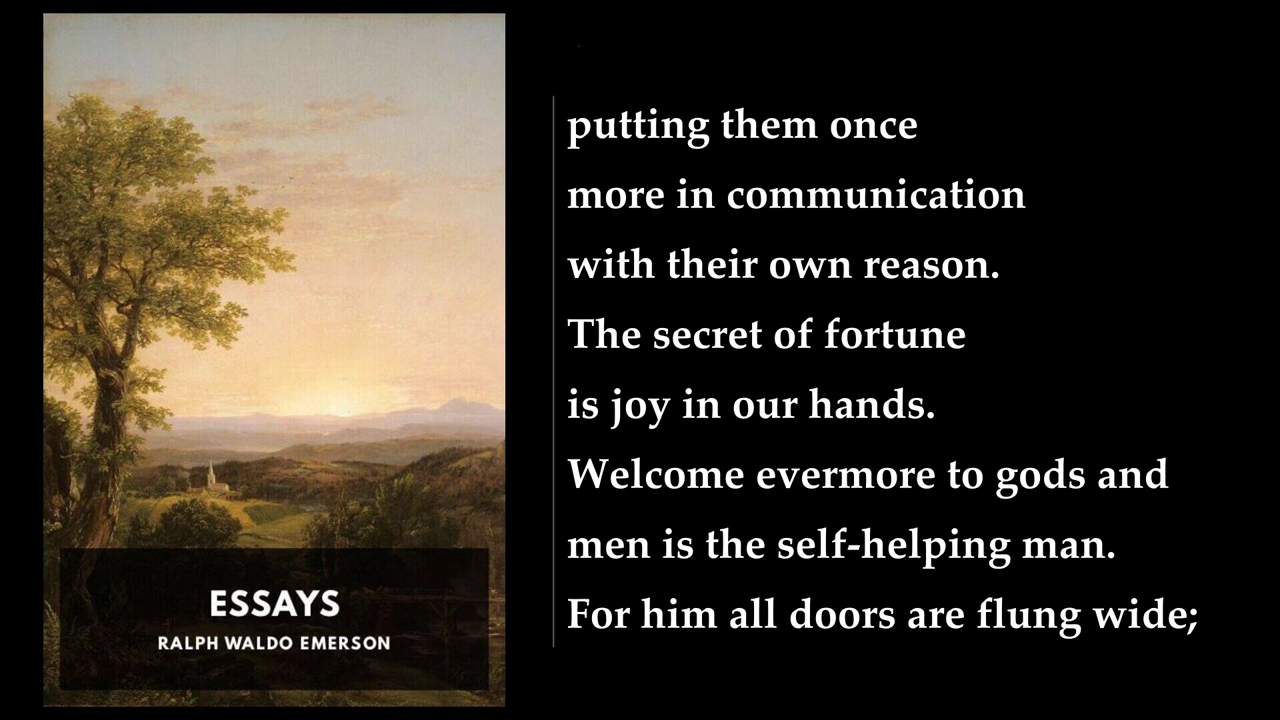 ESSAYS
RALPH WALDO EMERSON
putting them once
more in communication
with their own reason.
The secret of fortune
is joy in our hands.
Welcome evermore to gods and
men is the self-helping man.
For him all doors are flung wide;